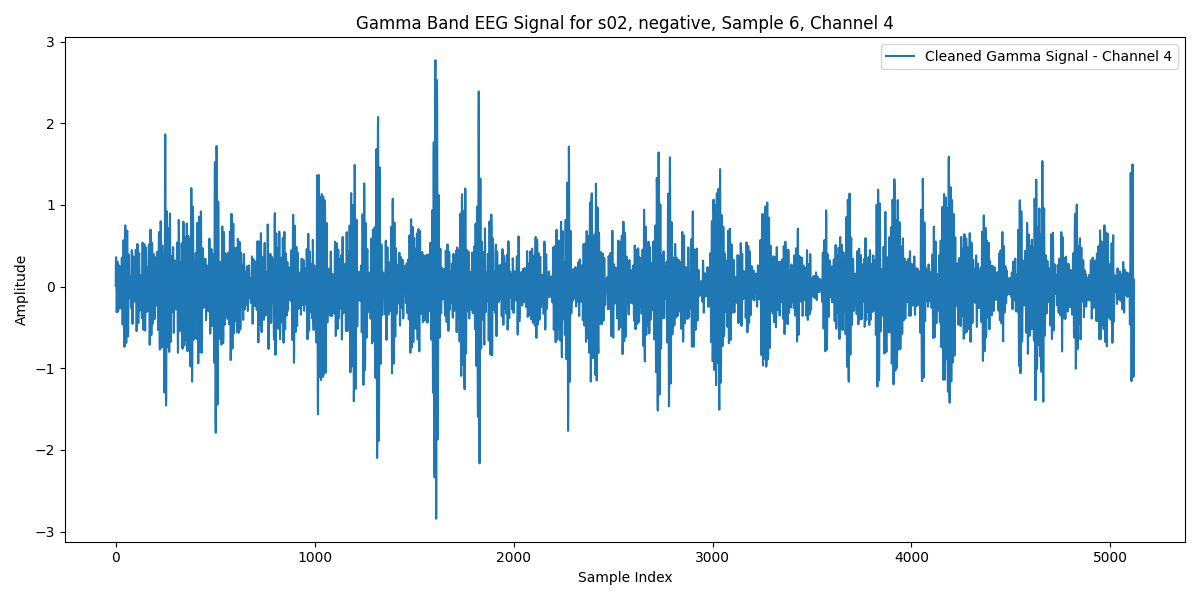 Gamma Band EEG Signal for s02, negative, Sample 6, Channel 4
Cleaned Gamma Signal - Channel 4
3
2
1
0
−1
−2
−3
Amplitude
0 1000 2000 3000 4000 5000
Sample Index